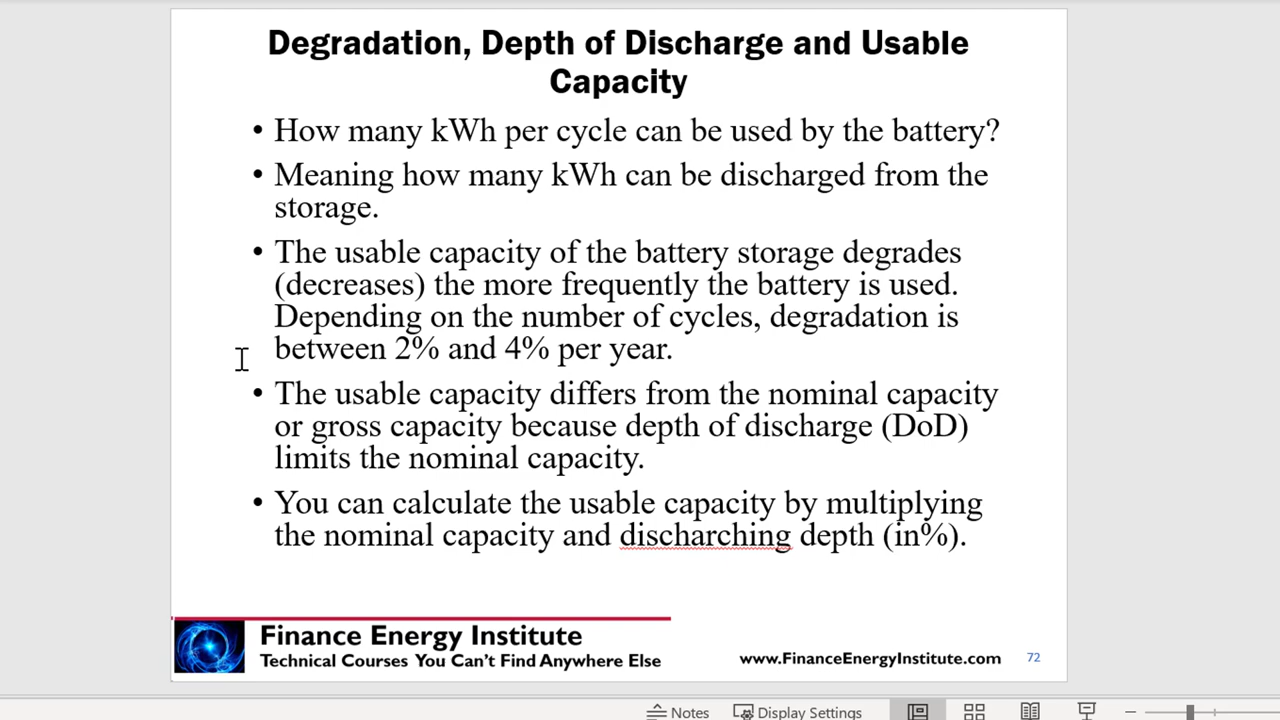 Degradation, Depth of Discharge and Usable
Capacity
• How many kWh per cycle can be used by the battery?
• Meaning how many kWh can be discharged from the
storage.
• The usable capacity of the battery storage degrades
(decreases) the more frequently the battery is used.
Depending on the number of cycles, degradation is
between 2% and 4% per year.
• The usable capacity differs from the nominal capacity
or gross capacity because depth of discharge (DoD)
limits the nominal capacity.
• You can calculate the usable capacity by multiplying
the nominal capacity and discharching depth (in%).
Finance Energy Institute
Technical Courses You Can't Find Anywhere Else
www.FinanceEnergyInstitute.com
72
Notes
Display Settings